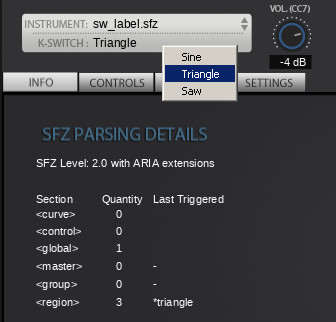 VOL. (CC7)
INSTRUMENT: sw_label.sfz
K-SWITCH: Triangle
-4 dB
Sine
Triangle
Saw
INFO CONTROLS SETTINGS
SFZ PARSING DETAILS
SFZ Level: 2.0 with ARIA extensions
Section Quantity Last Triggered
<curve> 0
<control> 0
<global> 1
<master> 0 -
<group> 0 -
<region> 3 *triangle